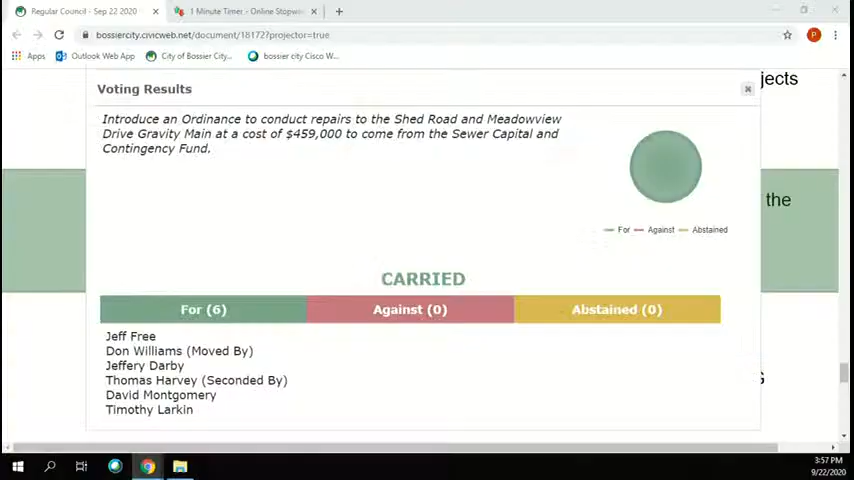 Regular Council - Sep 22 2020
1 Minute Timer - Online Stopw
bossiercity.civicweb.net/document/18172?projector=true
P
Apps
Outlook Web App
City of Bossier City...
bossier city Cisco W...
jects
Voting Results
Introduce an Ordinance to conduct repairs to the Shed Road and Meadowview
Drive Gravity Main at a cost of $459,000 to come from the Sewer Capital and
Contingency Fund.
the
For Against Abstained
CARRIED
For (6) Against (0) Abstained (0)
Jeff Free
Don Williams (Moved By)
Jeffery Darby
Thomas Harvey (Seconded By)
David Montgomery
Timothy Larkin
3:57 PM
9/22/2020